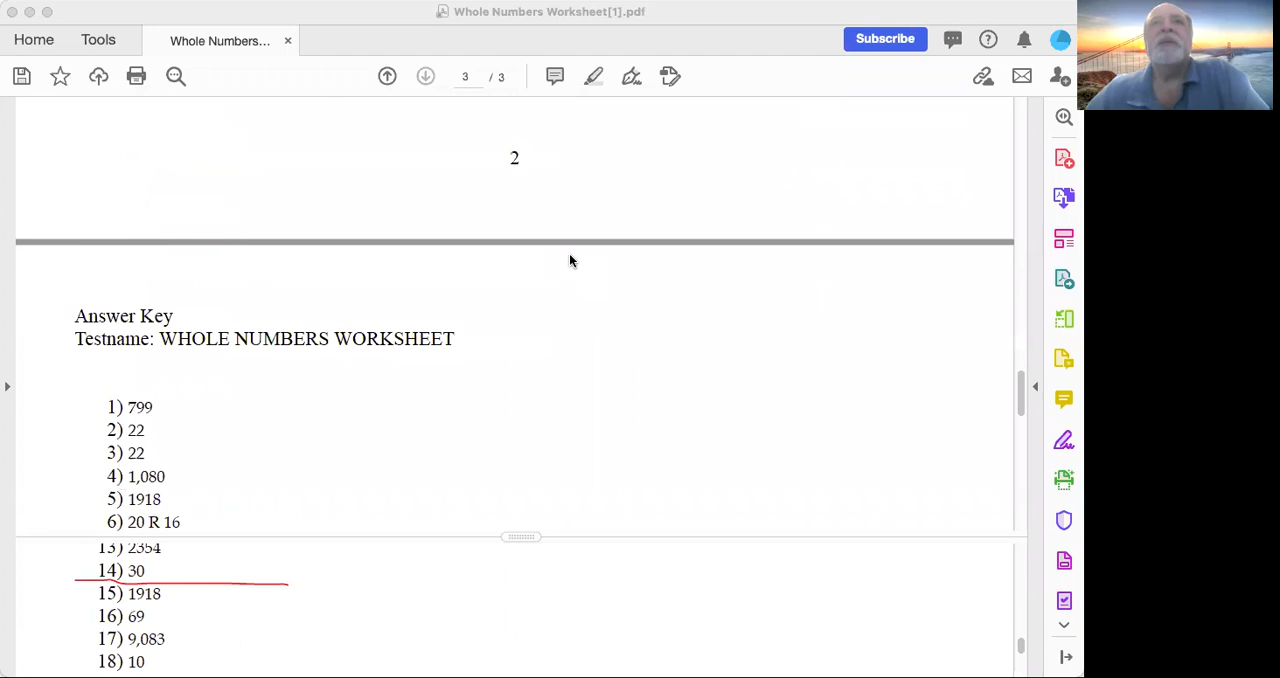 Whole Numbers Worksheet[1].pdf
Home Tools Whole Numbers... × Subscribe
3 / 3
2
Answer Key
Testname: WHOLE NUMBERS WORKSHEET
1) 799
2) 22
3) 22
4) 1,080
5) 1918
6) 20 R 16
13) 2354
14) 30
15) 1918
16) 69
17) 9,083
18) 10